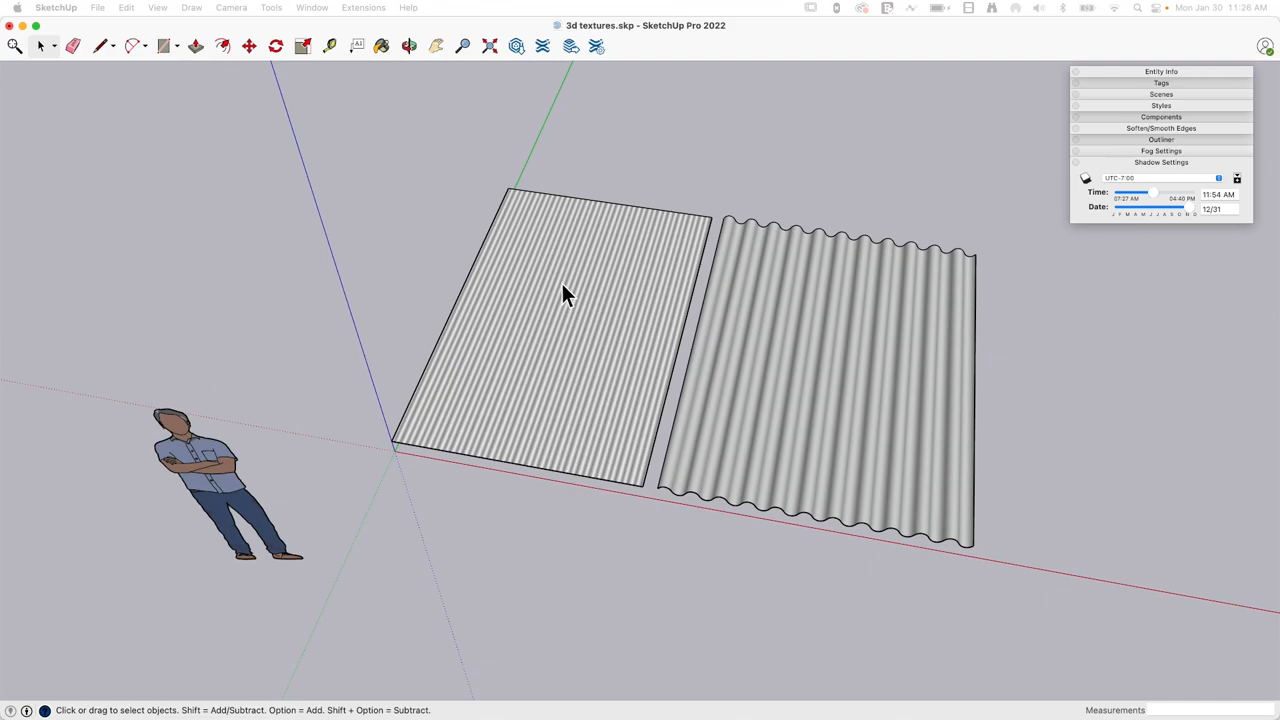 SketchUp File Edit View Draw Camera Tools Window Extensions Help Mon Jan 30 11:26 AM
3d textures.skp - SketchUp Pro 2022
Entity Info
Tags
Scenes
Styles
Components
Soften/Smooth Edges
Outliner
Fog Settings
Shadow Settings
UTC-7:00
Time: 11:54 AM
07:27 AM 04:40 PM
Date: 12/31
J F M A M J J A S O N D
Click or drag to select objects. Shift = Add/Subtract. Option = Add. Shift + Option = Subtract. Measurements